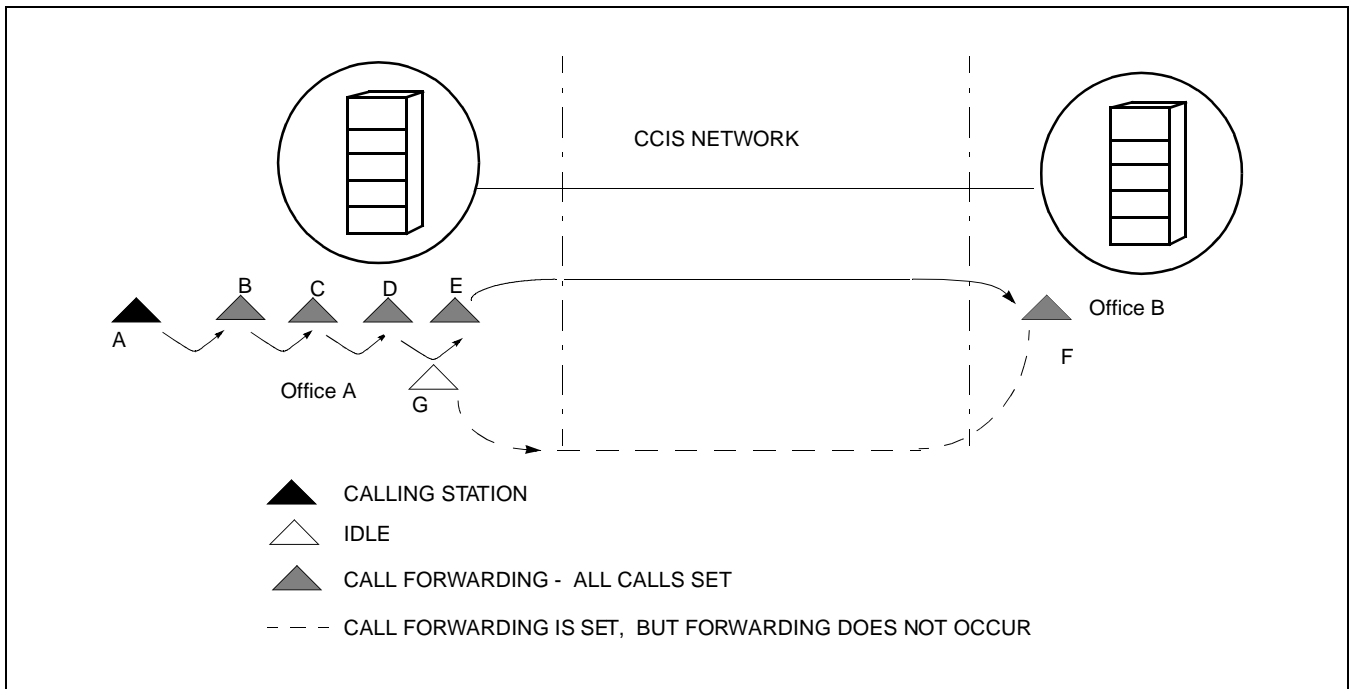 CCIS NETWORK
B
C
D
E
A
Office B
F
Office A
G
CALLING STATION
IDLE
CALL FORWARDING - ALL CALLS SET
CALL FORWARDING IS SET, BUT FORWARDING DOES NOT OCCUR